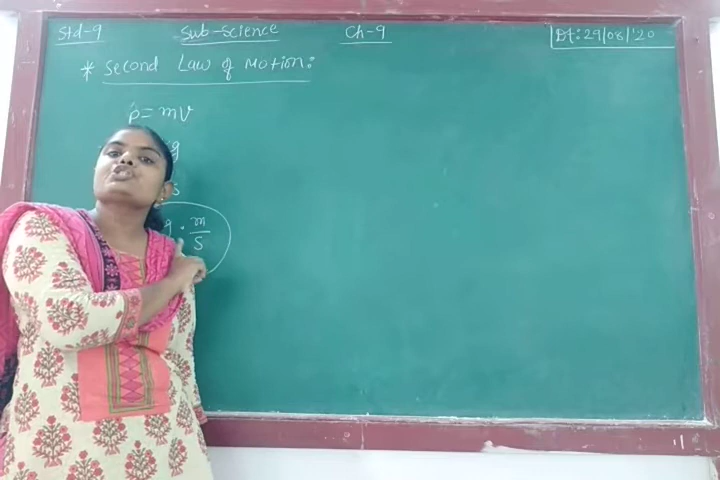 Std-9 Sub-Science Ch-9 Dt:29/08/'20
* Second Law of Motion:
p = mv
g
s
g . m/s